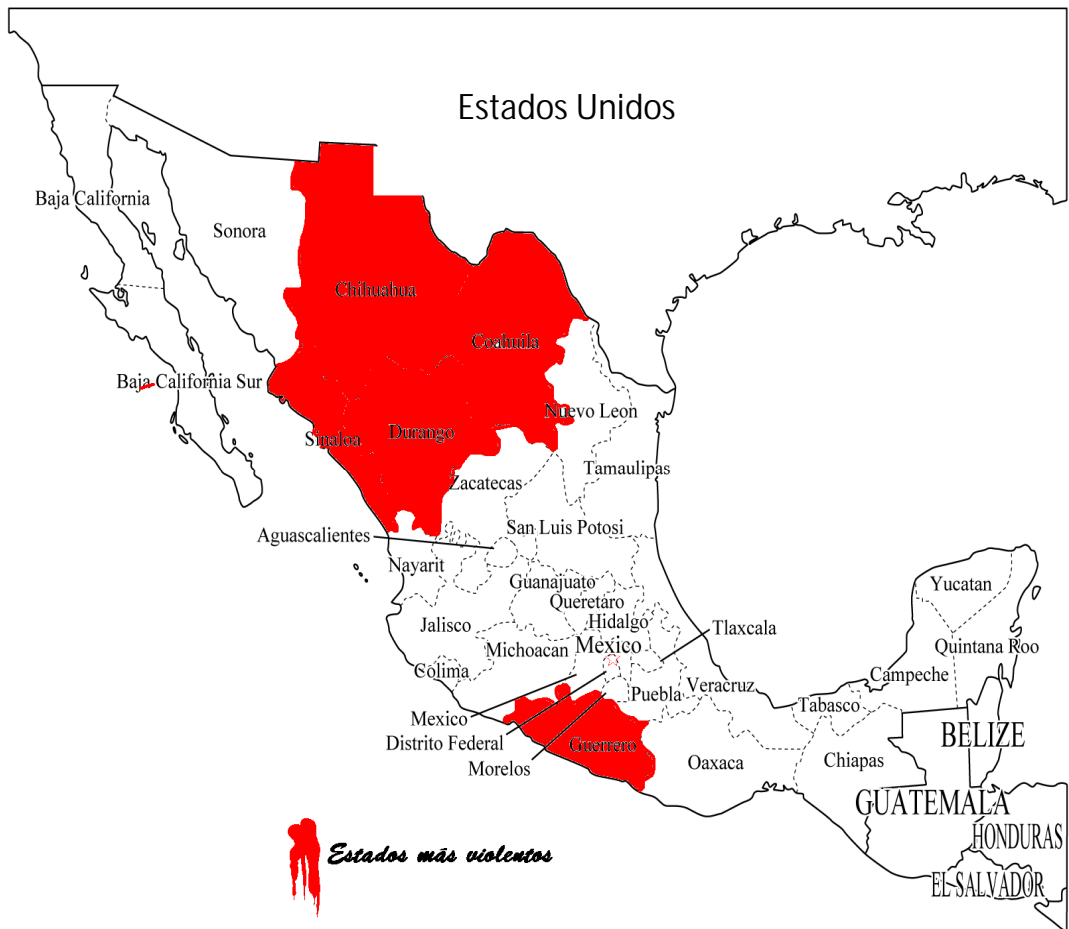 Estados Unidos
Baja California
Sonora
Chihuahua
Coahuila
Baja California Sur
Nuevo Leon
Sinaloa
Durango
Tamaulipas
Zacatecas
San Luis Potosi
Aguascalientes
Nayarit
Guanajuato
Yucatan
Queretaro
Hidalgo
Jalisco
Tlaxcala
Mexico
Quintana Roo
Michoacan
Colima
Campeche
Puebla
Veracruz
Tabasco
Mexico
Distrito Federal
Guerrero
BELIZE
Morelos
Oaxaca
Chiapas
GUATEMALA
HONDURAS
Estados más violentos
EL SALVADOR